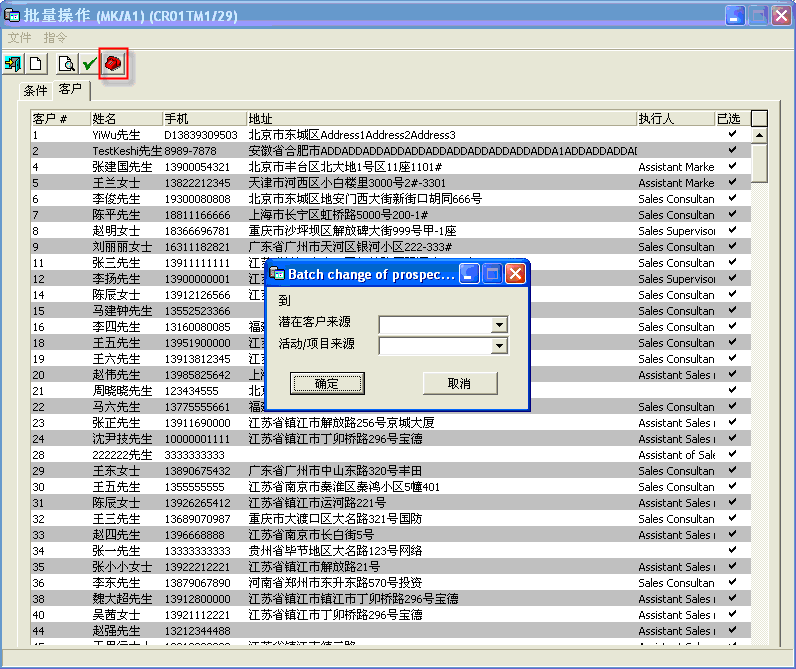 批量操作 (MK/A1) (CR01TM1/29)
文件 指令
条件 客户
客户 # 姓名 手机 地址 执行人 已选
1 YiWu先生 D13839309503 北京市东城区Address1Address2Address3
2 TestKeshi先生 8989-7878 安徽省合肥市ADDADDADDADDADDADDADDADDADDADDADDA1ADDADDADDAD
4 张建国先生 13900054321 北京市丰台区北大地1号区11座1101# Assistant Marke
5 王兰女士 13822212345 天津市河西区小白楼里3000号2#-3301 Assistant Marke
6 李俊先生 19300080808 北京市东城区地安门西大街新街口胡同666号 Sales Consultan
7 陈平先生 18811166666 上海市长宁区虹桥路5000号200-1# Sales Consultan
8 赵明女士 18366696781 重庆市沙坪坝区解放碑大街999号甲-1座 Sales Supervisor
9 刘丽丽女士 16311182821 广东省广州市天河区银河小区222-333# Sales Consultan
11 张三先生 13911111111 江 Sales Consultan
12 李扬先生 13900000001 江 Sales Supervisor
14 陈辰女士 13912126566 江 Sales Consultan
15 马建钟先生 13552523366 Sales Consultan
16 李四先生 13160080085 福建 Sales Consultan
18 王五先生 13951900000 江 Sales Consultan
19 王六先生 13913812345 江 Sales Consultan
20 赵伟先生 13985825642 上海 Assistant Sales
21 周晓晓先生 123434555 北京
22 马六先生 13775555661 福建 Sales Consultan
23 张正先生 13911690000 江苏省镇江市解放路256号京城大厦 Assistant Sales
24 沈尹技先生 10000001111 江苏省镇江市丁卯桥路296号宝德 Assistant Sales
28 222222先生 3333333333 Assistant of Sale
29 王东女士 13890675432 广东省广州市中山东路320号丰田 Sales Consultan
30 王五先生 1355555555 江苏省南京市秦淮区秦鸿小区5幢401 Sales Consultan
31 陈辰女士 13926265412 江苏省镇江市运河路221号 Assistant Sales
32 王三先生 13689070987 重庆市大渡口区大名路321号国防 Sales Consultan
33 赵四先生 1396668888 江苏省南京市长白街5号 Assistant Sales
34 张一先生 13333333333 贵州省毕节地区大名路123号网络
35 张小小女士 13922212221 江苏省镇江市解放路21号 Assistant Sales
36 李东先生 13879067890 河南省郑州市东升东路570号投资 Sales Consultan
38 魏大超先生 13912800000 江苏省镇江市镇江市丁卯桥路296号宝德 Assistant Sales
40 吴茜女士 13921112221 江苏省镇江市丁卯桥路296号宝德 Assistant Sales
44 赵强先生 13212344488 Assistant Sales
Batch change of prospec...
到
潜在客户来源
活动/项目来源
确定 取消